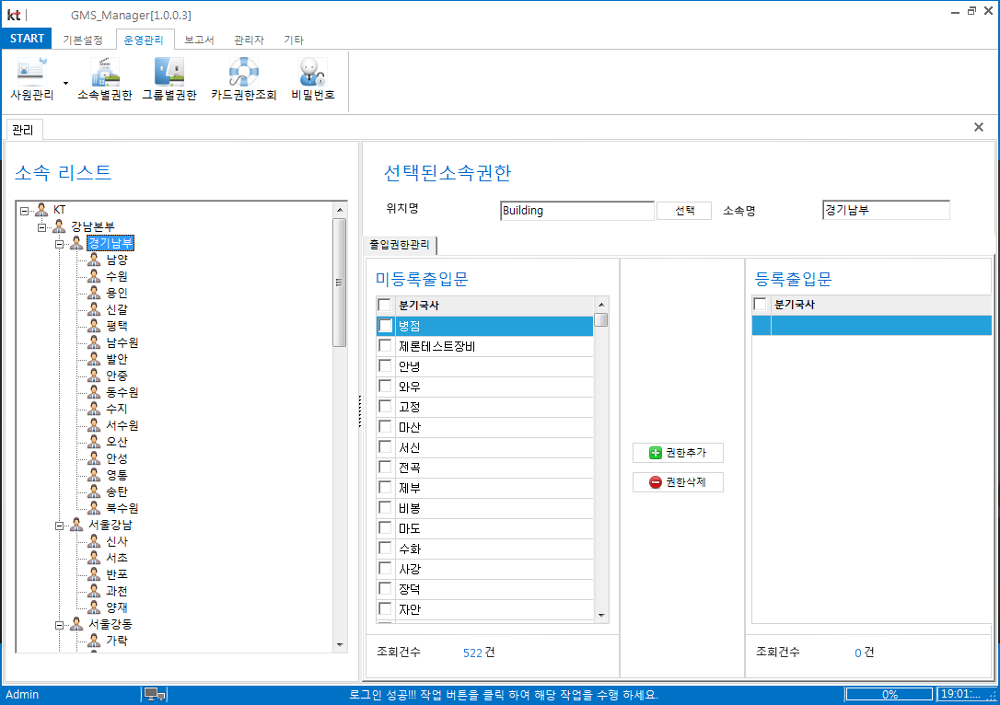 kt GMS_Manager[1.0.0.3]
START 기본설정 운영관리 보고서 관리자 기타
사원관리 소속별권한 그룹별권한 카드권한조회 비밀번호
관리
소속 리스트
KT
강남본부
경기남부
남양
수원
용인
신갈
평택
남수원
발안
안중
동수원
수지
서수원
오산
안성
영통
송탄
북수원
서울강남
신사
서초
반포
과천
양재
서울강동
가락
선택된소속권한
위치명 Building 선택 소속명 경기남부
출입권한관리
미등록출입문
분기국사
병점
제론테스트장비
안녕
와우
고정
마산
서신
전곡
제부
비봉
마도
수화
사강
장덕
자안
조회건수 522 건
권한추가
권한삭제
등록출입문
분기국사
조회건수 0 건
Admin 로그인 성공!!! 작업 버튼을 클릭 하여 해당 작업을 수행 하세요. 0% 19:01:...